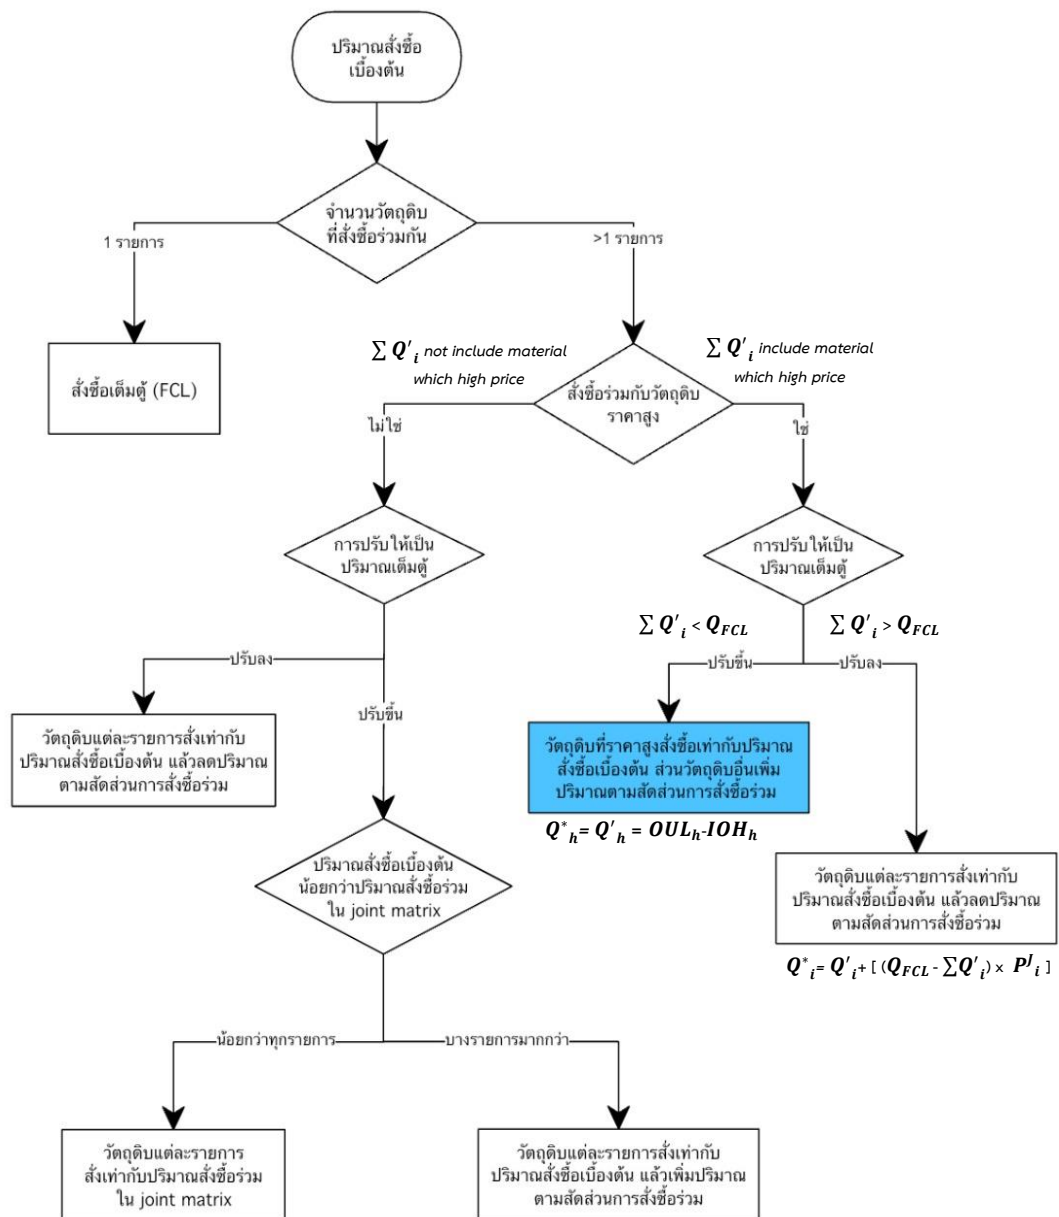 ปริมาณสั่งซื้อ
เบื้องต้น
จำนวนวัตถุดิบ
ที่สั่งซื้อร่วมกัน
1 รายการ
>1 รายการ
สั่งซื้อเต็มตู้ (FCL)
∑ Q′i not include material
which high price
∑ Q′i include material
which high price
สั่งซื้อร่วมกับวัตถุดิบ
ราคาสูง
ไม่ใช่
ใช่
การปรับให้เป็น
ปริมาณเต็มตู้
การปรับให้เป็น
ปริมาณเต็มตู้
∑ Q′i < QFCL
∑ Q′i > QFCL
ปรับลง
ปรับขึ้น
ปรับขึ้น
ปรับลง
วัตถุดิบแต่ละรายการสั่งเท่ากับ
ปริมาณสั่งซื้อเบื้องต้น แล้วลดปริมาณ
ตามสัดส่วนการสั่งซื้อร่วม
วัตถุดิบที่ราคาสูงสั่งซื้อเท่ากับปริมาณ
สั่งซื้อเบื้องต้น ส่วนวัตถุดิบอื่นเพิ่ม
ปริมาณตามสัดส่วนการสั่งซื้อร่วม
Q*h= Q′h = OULh-IOHh
ปริมาณสั่งซื้อเบื้องต้น
น้อยกว่าปริมาณสั่งซื้อร่วม
ใน joint matrix
วัตถุดิบแต่ละรายการสั่งเท่ากับ
ปริมาณสั่งซื้อเบื้องต้น แล้วลดปริมาณ
ตามสัดส่วนการสั่งซื้อร่วม
Q*i= Q′i+ [ (QFCL - ∑Q′i) x PJi ]
น้อยกว่าทุกรายการ
บางรายการมากกว่า
วัตถุดิบแต่ละรายการ
สั่งเท่ากับปริมาณสั่งซื้อร่วม
ใน joint matrix
วัตถุดิบแต่ละรายการสั่งเท่ากับ
ปริมาณสั่งซื้อเบื้องต้น แล้วเพิ่มปริมาณ
ตามสัดส่วนการสั่งซื้อร่วม